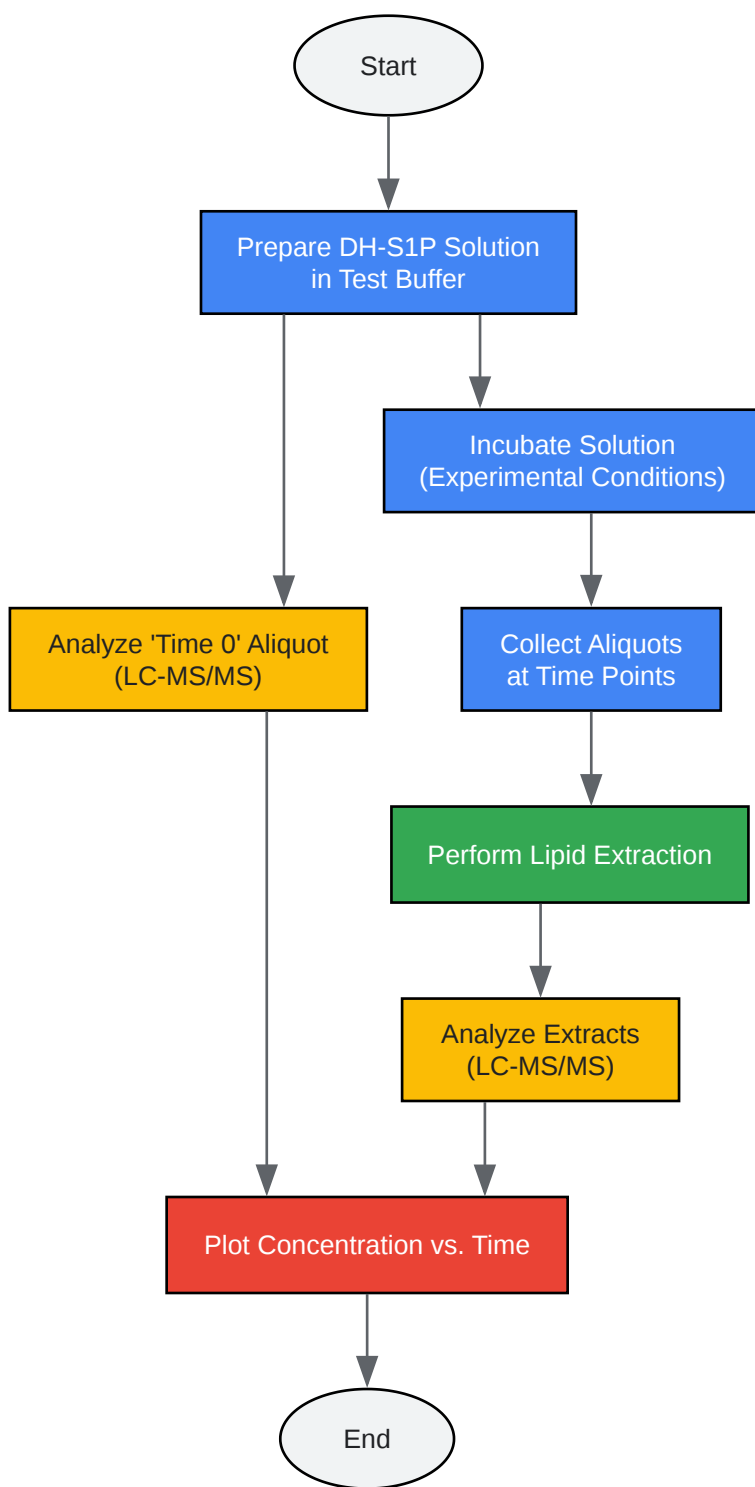 Start
Prepare DH-S1P Solution
in Test Buffer
Incubate Solution
(Experimental Conditions)
Analyze 'Time 0' Aliquot
(LC-MS/MS)
Collect Aliquots
at Time Points
Perform Lipid Extraction
Analyze Extracts
(LC-MS/MS)
Plot Concentration vs. Time
End